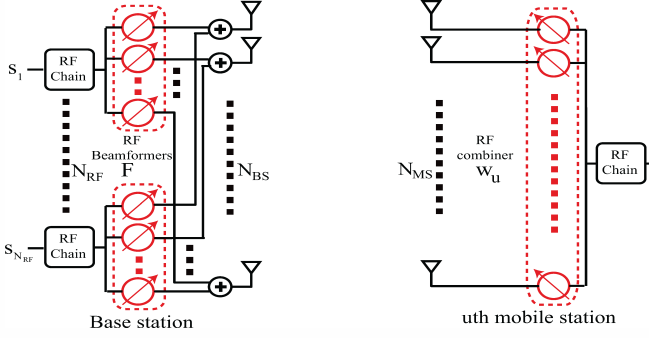 S1
RF
Chain
NRF
SNRF
RF
Chain
RF
Beamformers
F
NBS
Base station
NMS
RF
combiner
wu
RF
Chain
uth mobile station